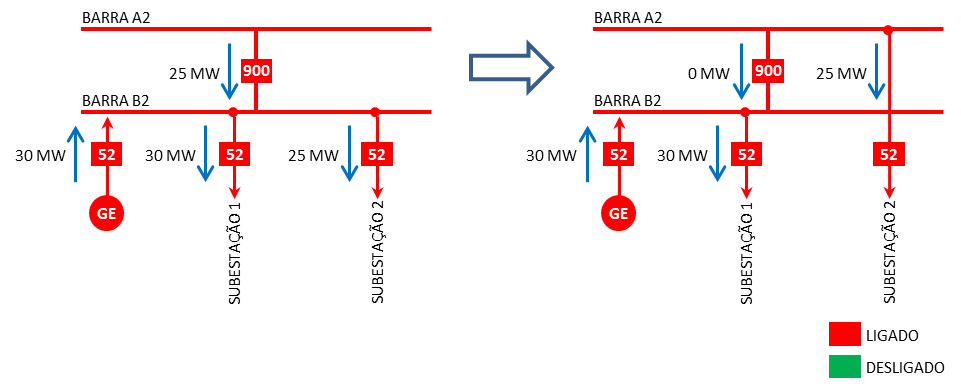 BARRA A2
25 MW
900
BARRA B2
30 MW
52
30 MW
52
25 MW
52
GE
SUBESTAÇÃO 1
SUBESTAÇÃO 2
BARRA A2
0 MW
900
25 MW
BARRA B2
30 MW
52
30 MW
52
52
GE
SUBESTAÇÃO 1
SUBESTAÇÃO 2
LIGADO
DESLIGADO